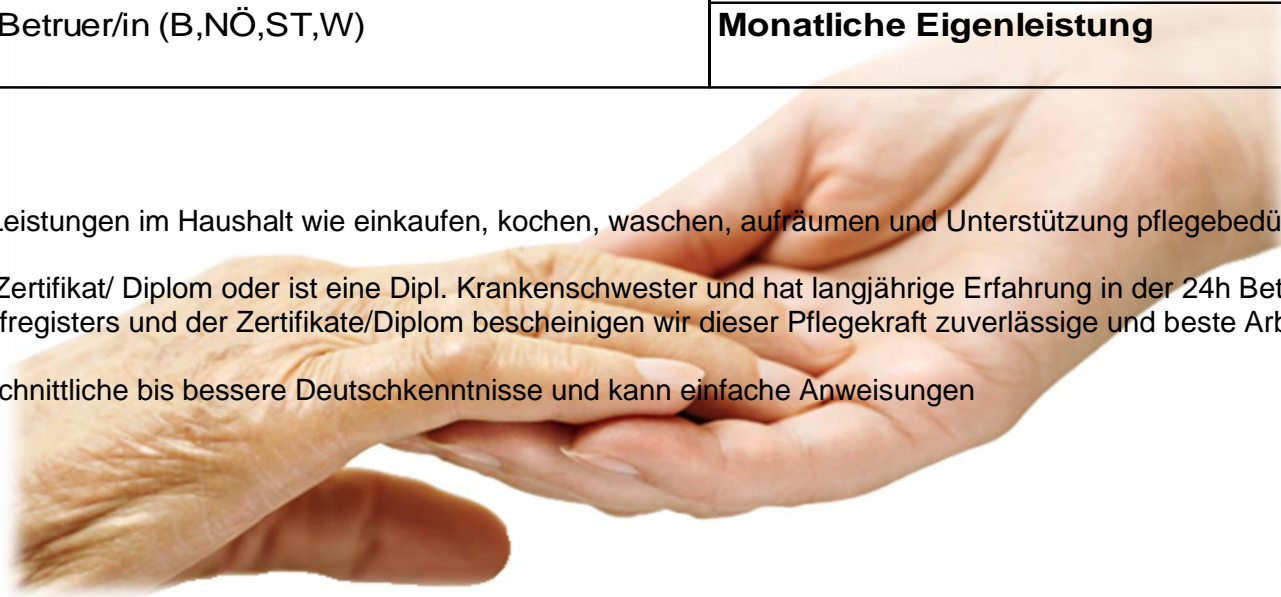 Betruer/in (B,NÖ,ST,W) Monatliche Eigenleistung
Leistungen im Haushalt wie einkaufen, kochen, waschen, aufräumen und Unterstützung pflegebedü
Zertifikat/ Diplom oder ist eine Dipl. Krankenschwester und hat langjährige Erfahrung in der 24h Bet
fregisters und der Zertifikate/Diplom bescheinigen wir dieser Pflegekraft zuverlässige und beste Arb
chnittliche bis bessere Deutschkenntnisse und kann einfache Anweisungen